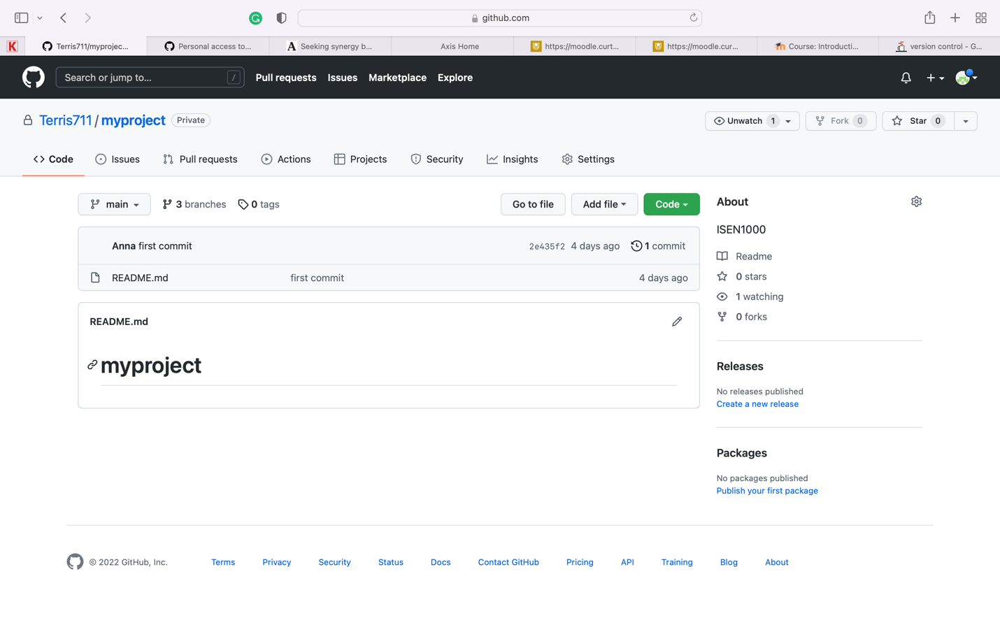 github.com
K
Terris711/myprojec...
Personal access to...
A Seeking synergy b...
Axis Home
https://moodle.curt...
https://moodle.cur...
Course: Introducti...
version control - G...
Search or jump to... /
Pull requests
Issues
Marketplace
Explore
Terris711 / myproject Private
Unwatch 1
Fork 0
Star 0
Code
Issues
Pull requests
Actions
Projects
Security
Insights
Settings
main
3 branches
0 tags
Go to file
Add file
Code
Anna first commit
2e435f2 4 days ago
1 commit
README.md
first commit
4 days ago
README.md
myproject
About
ISEN1000
Readme
0 stars
1 watching
0 forks
Releases
No releases published
Create a new release
Packages
No packages published
Publish your first package
© 2022 GitHub, Inc.
Terms
Privacy
Security
Status
Docs
Contact GitHub
Pricing
API
Training
Blog
About